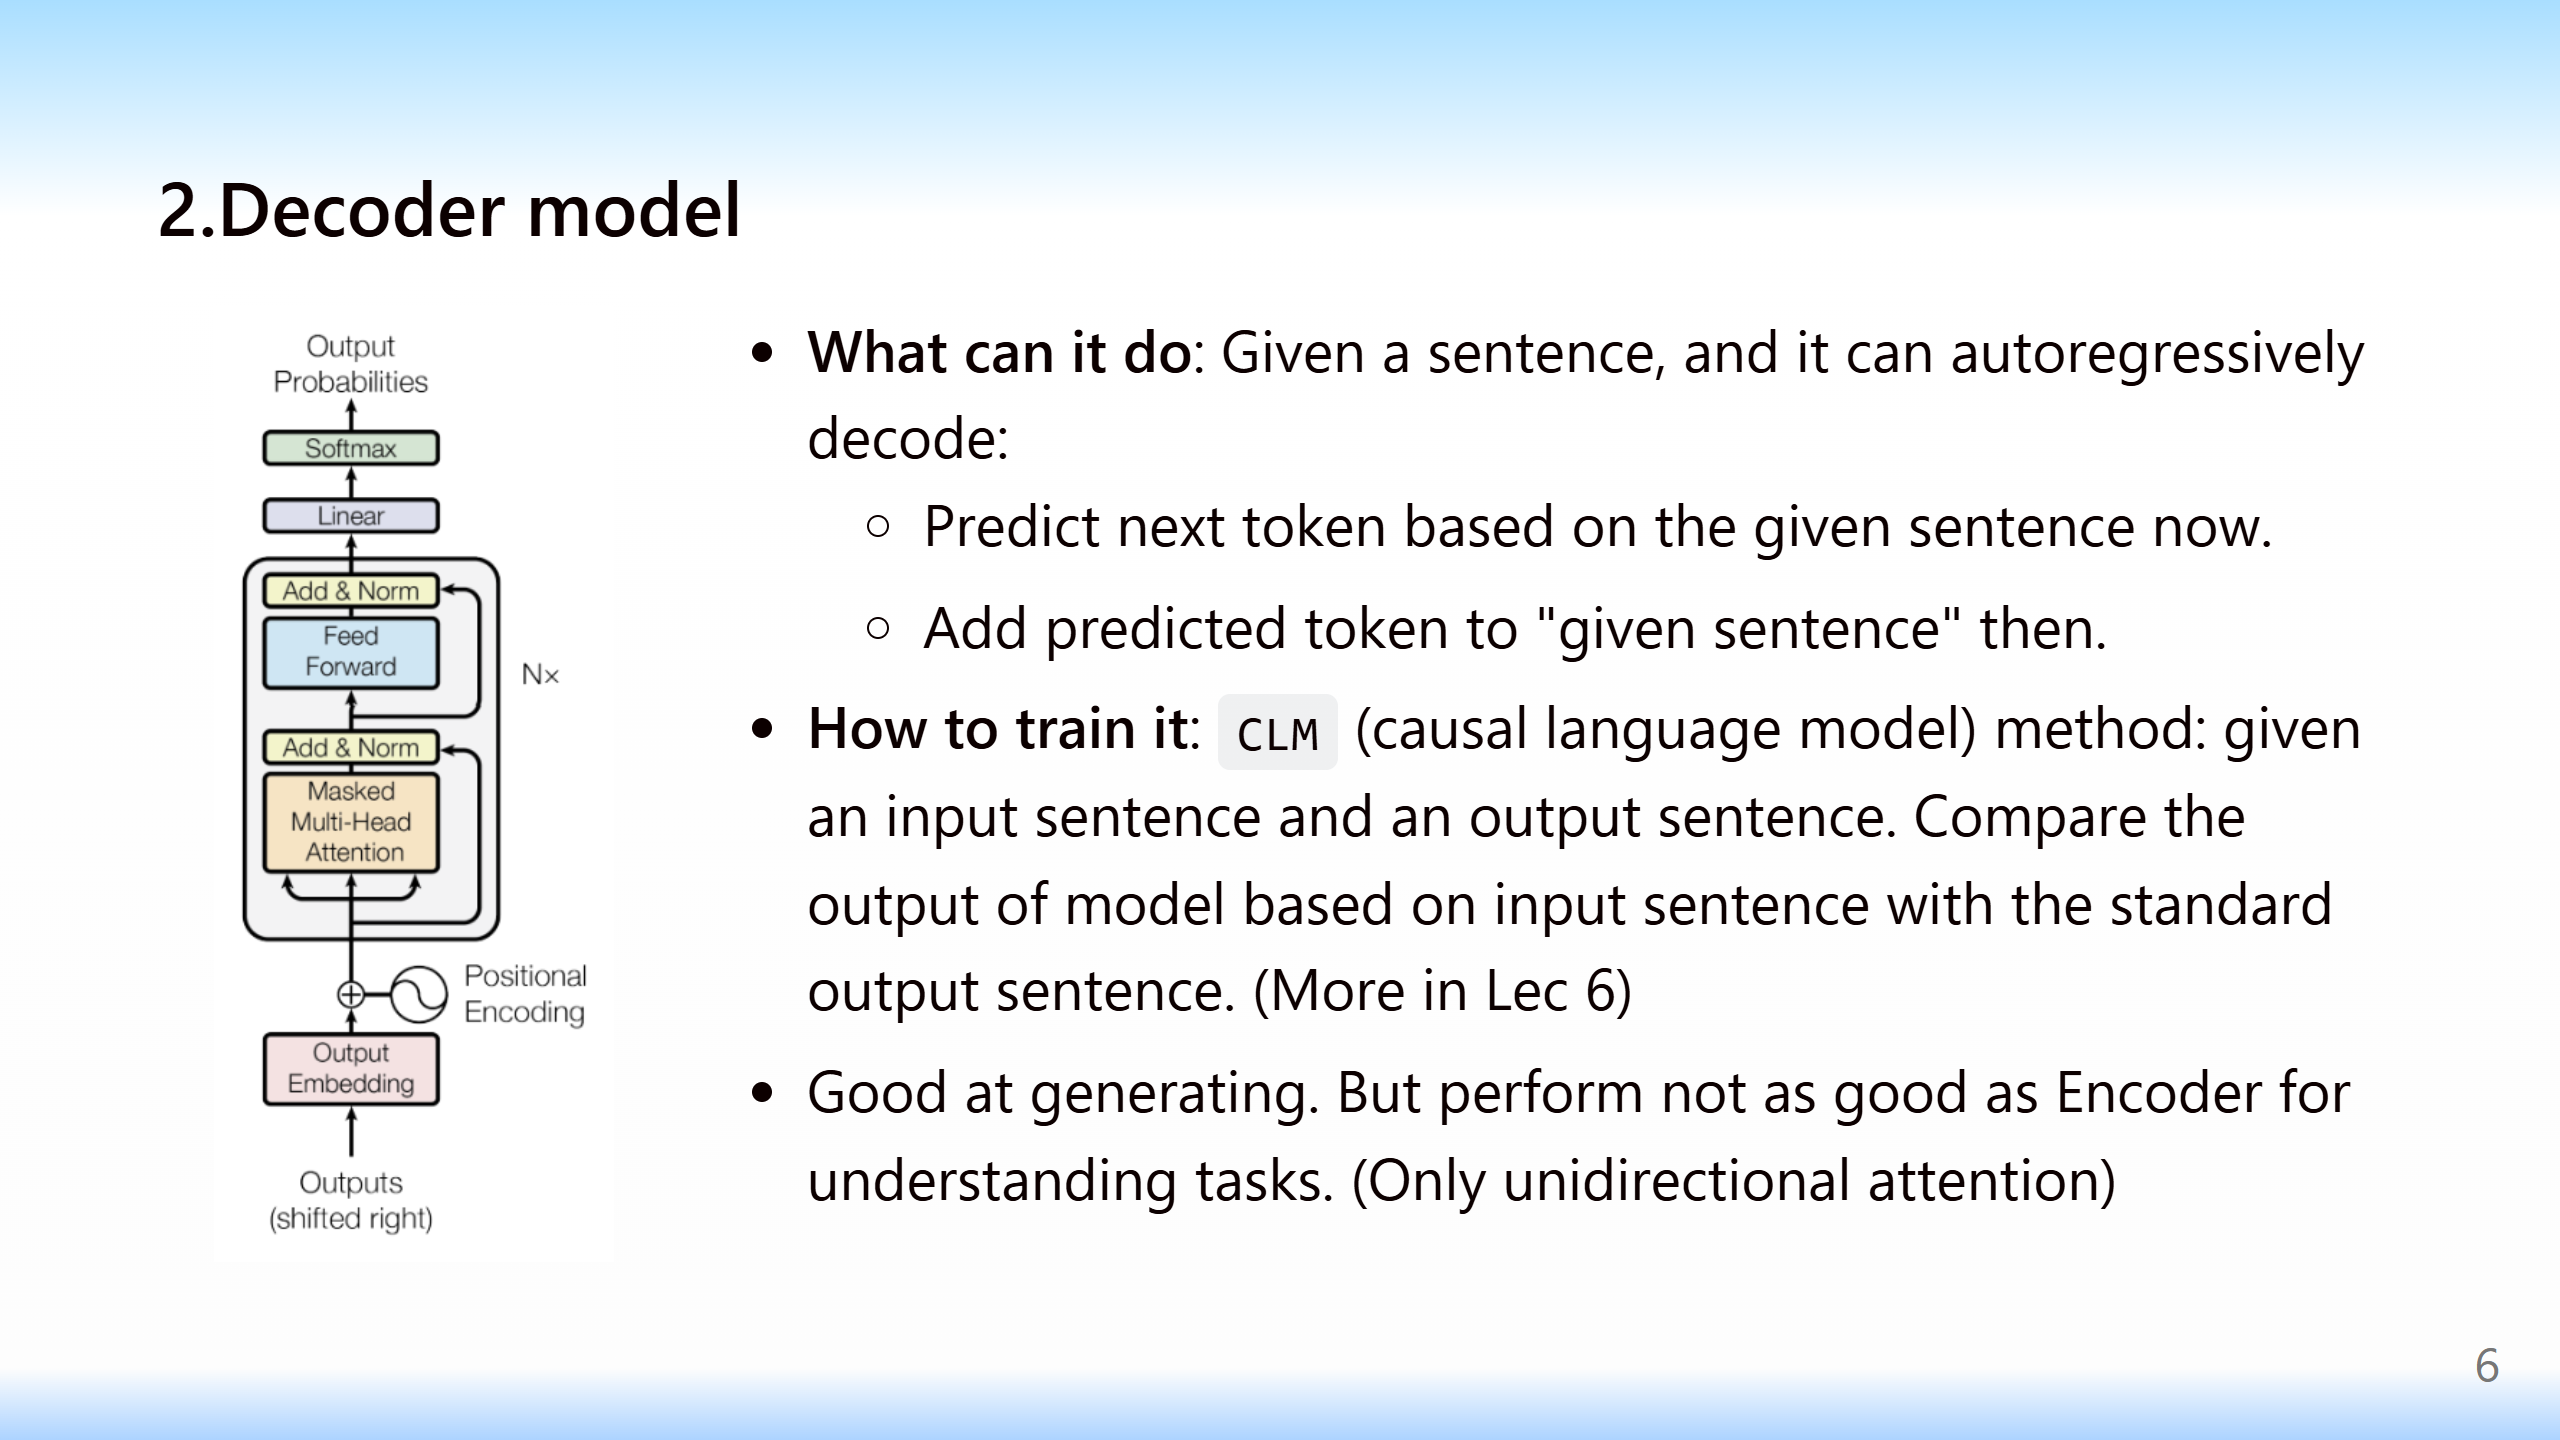 2.Decoder model
Output
Probabilities
Softmax
Linear
Add & Norm
Feed
Forward
Nx
Add & Norm
Masked
Multi-Head
Attention
Positional
Encoding
Output
Embedding
Outputs
(shifted right)
• What can it do: Given a sentence, and it can autoregressively
decode:
○ Predict next token based on the given sentence now.
○ Add predicted token to "given sentence" then.
• How to train it: CLM (causal language model) method: given
an input sentence and an output sentence. Compare the
output of model based on input sentence with the standard
output sentence. (More in Lec 6)
• Good at generating. But perform not as good as Encoder for
understanding tasks. (Only unidirectional attention)
6